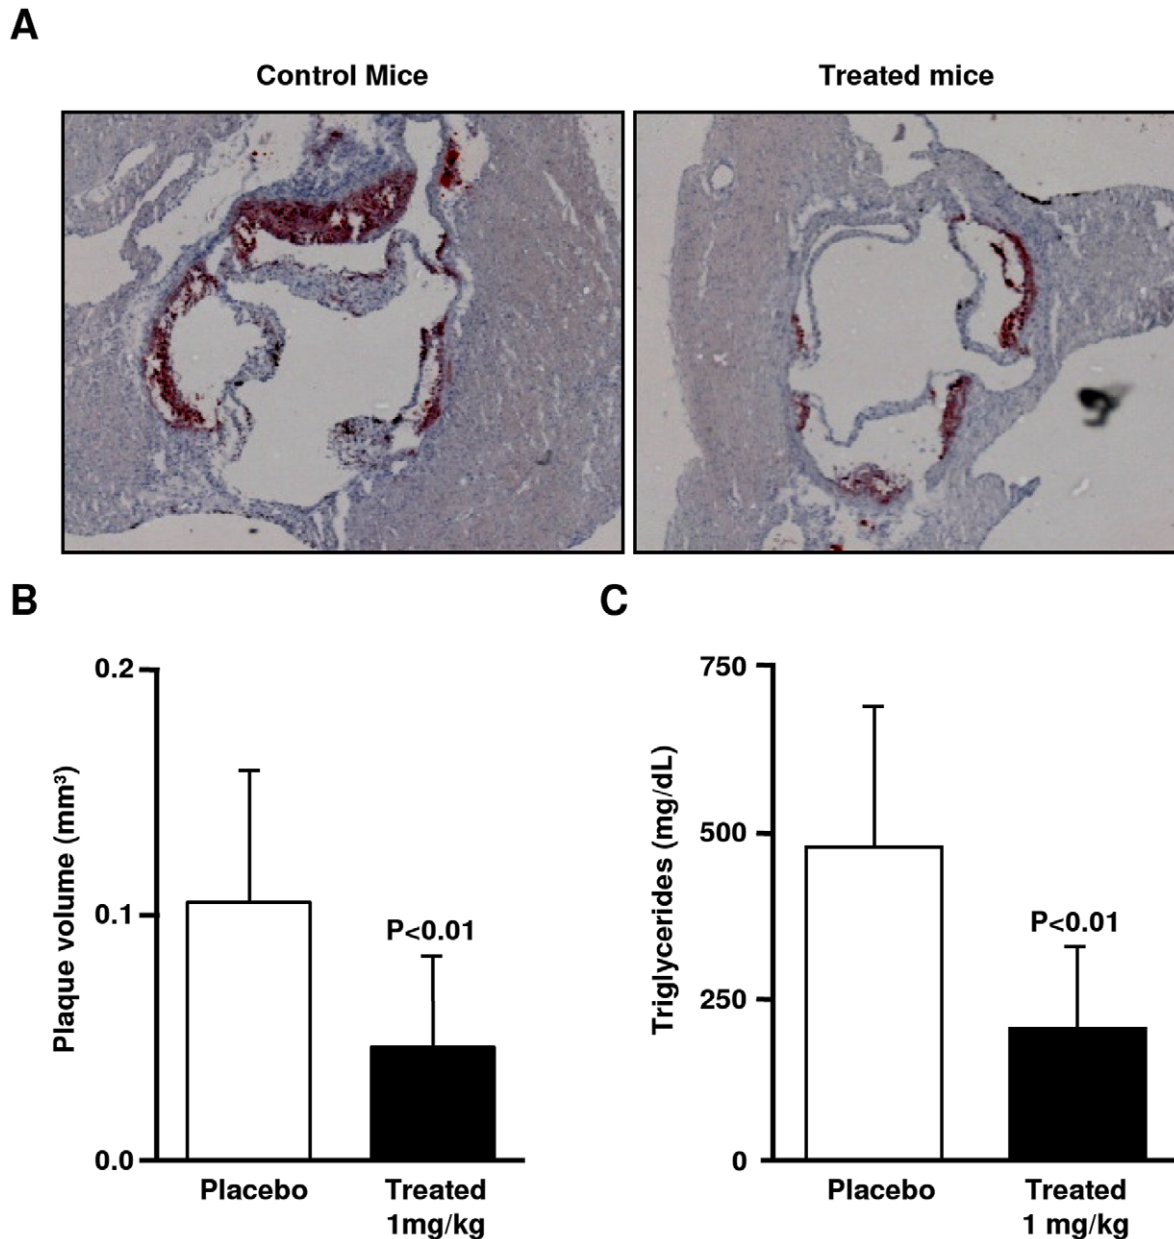 A
Control Mice
Treated mice
B
C
0.2
0.1
0.0
Plaque volume (mm³)
P<0.01
Placebo
Treated
1mg/kg
750
500
250
0
Triglycerides (mg/dL)
P<0.01
Placebo
Treated
1 mg/kg